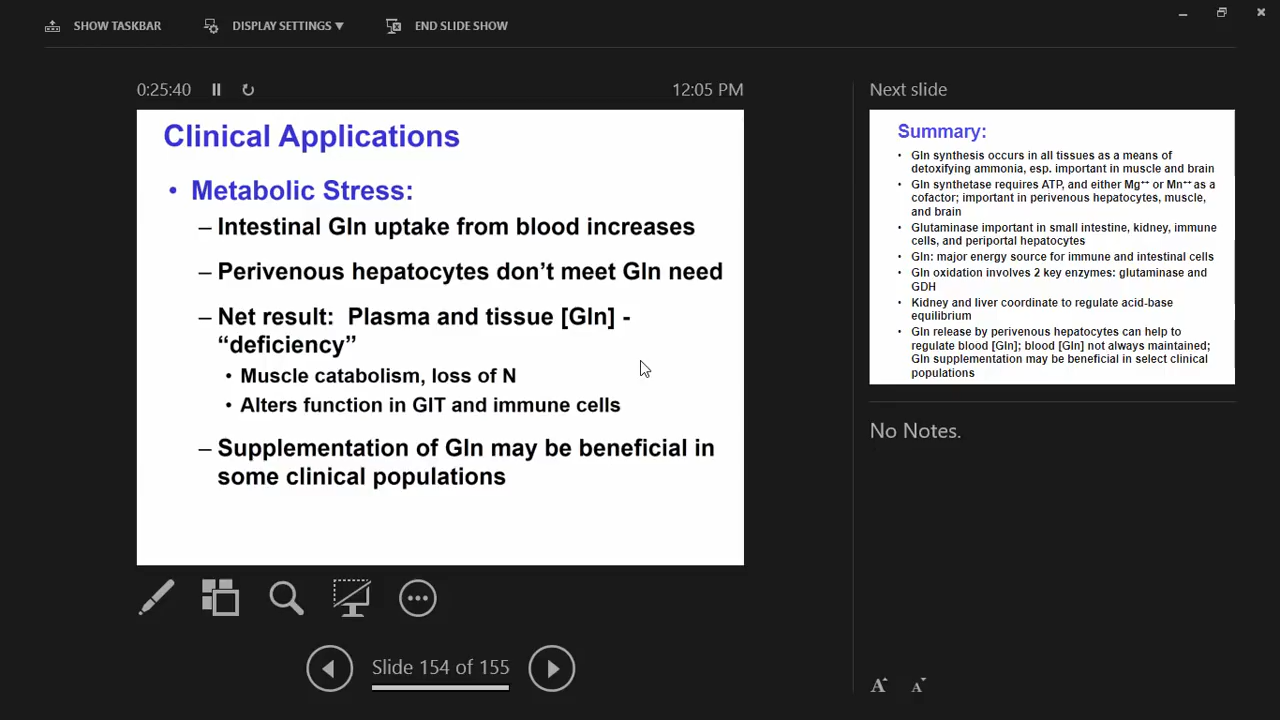 SHOW TASKBAR
DISPLAY SETTINGS ▼
END SLIDE SHOW
0:25:40
12:05 PM
Clinical Applications
• Metabolic Stress:
– Intestinal Gln uptake from blood increases
– Perivenous hepatocytes don’t meet Gln need
– Net result: Plasma and tissue [Gln] -
“deficiency”
• Muscle catabolism, loss of N
• Alters function in GIT and immune cells
– Supplementation of Gln may be beneficial in
some clinical populations
Slide 154 of 155
Next slide
Summary:
• Gln synthesis occurs in all tissues as a means of
detoxifying ammonia, esp. important in muscle and brain
• Gln synthetase requires ATP, and either Mg⁺⁺ or Mn⁺⁺ as a
cofactor; important in perivenous hepatocytes, muscle,
and brain
• Glutaminase important in small intestine, kidney, immune
cells, and periportal hepatocytes
• Gln: major energy source for immune and intestinal cells
• Gln oxidation involves 2 key enzymes: glutaminase and
GDH
• Kidney and liver coordinate to regulate acid-base
equilibrium
• Gln release by perivenous hepatocytes can help to
regulate blood [Gln]; blood [Gln] not always maintained;
Gln supplementation may be beneficial in select clinical
populations
No Notes.
A A